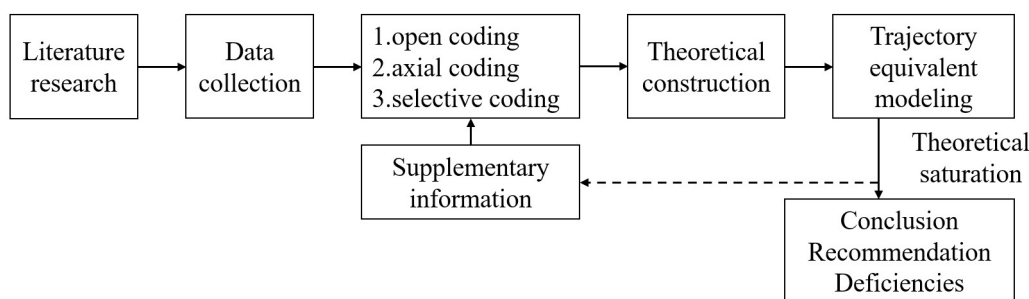 Literature
research
Data
collection
1.open coding
2.axial coding
3.selective coding
Theoretical
construction
Trajectory
equivalent
modeling
Theoretical
saturation
Supplementary
information
Conclusion
Recommendation
Deficiencies